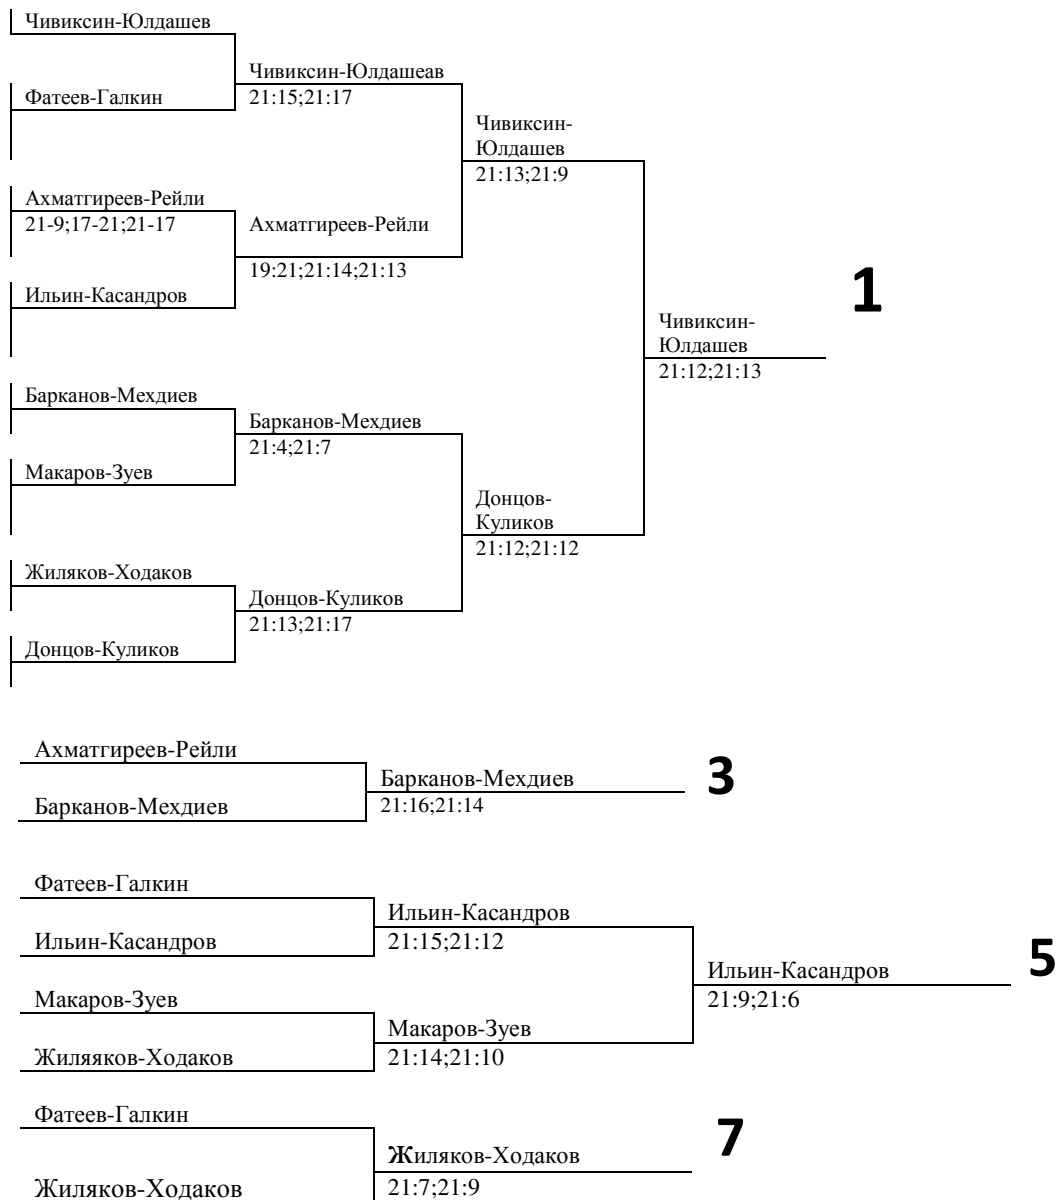 Чивиксин-Юлдашев
Чивиксин-Юлдашеав
Фатеев-Галкин
21:15;21:17
Чивиксин-
Юлдашев
21:13;21:9
Ахматгиреев-Рейли
21-9;17-21;21-17
Ахматгиреев-Рейли
19:21;21:14;21:13
Ильин-Касандров
1
Чивиксин-
Юлдашев
21:12;21:13
Барканов-Мехдиев
Барканов-Мехдиев
21:4;21:7
Макаров-Зуев
Донцов-
Куликов
21:12;21:12
Жиляков-Ходаков
Донцов-Куликов
21:13;21:17
Донцов-Куликов
Ахматгиреев-Рейли
Барканов-Мехдиев
3
Барканов-Мехдиев
21:16;21:14
Фатеев-Галкин
Ильин-Касандров
Ильин-Касандров
21:15;21:12
5
Ильин-Касандров
21:9;21:6
Макаров-Зуев
Макаров-Зуев
Жиляяков-Ходаков
21:14;21:10
Фатеев-Галкин
7
Жиляков-Ходаков
Жиляков-Ходаков
21:7;21:9